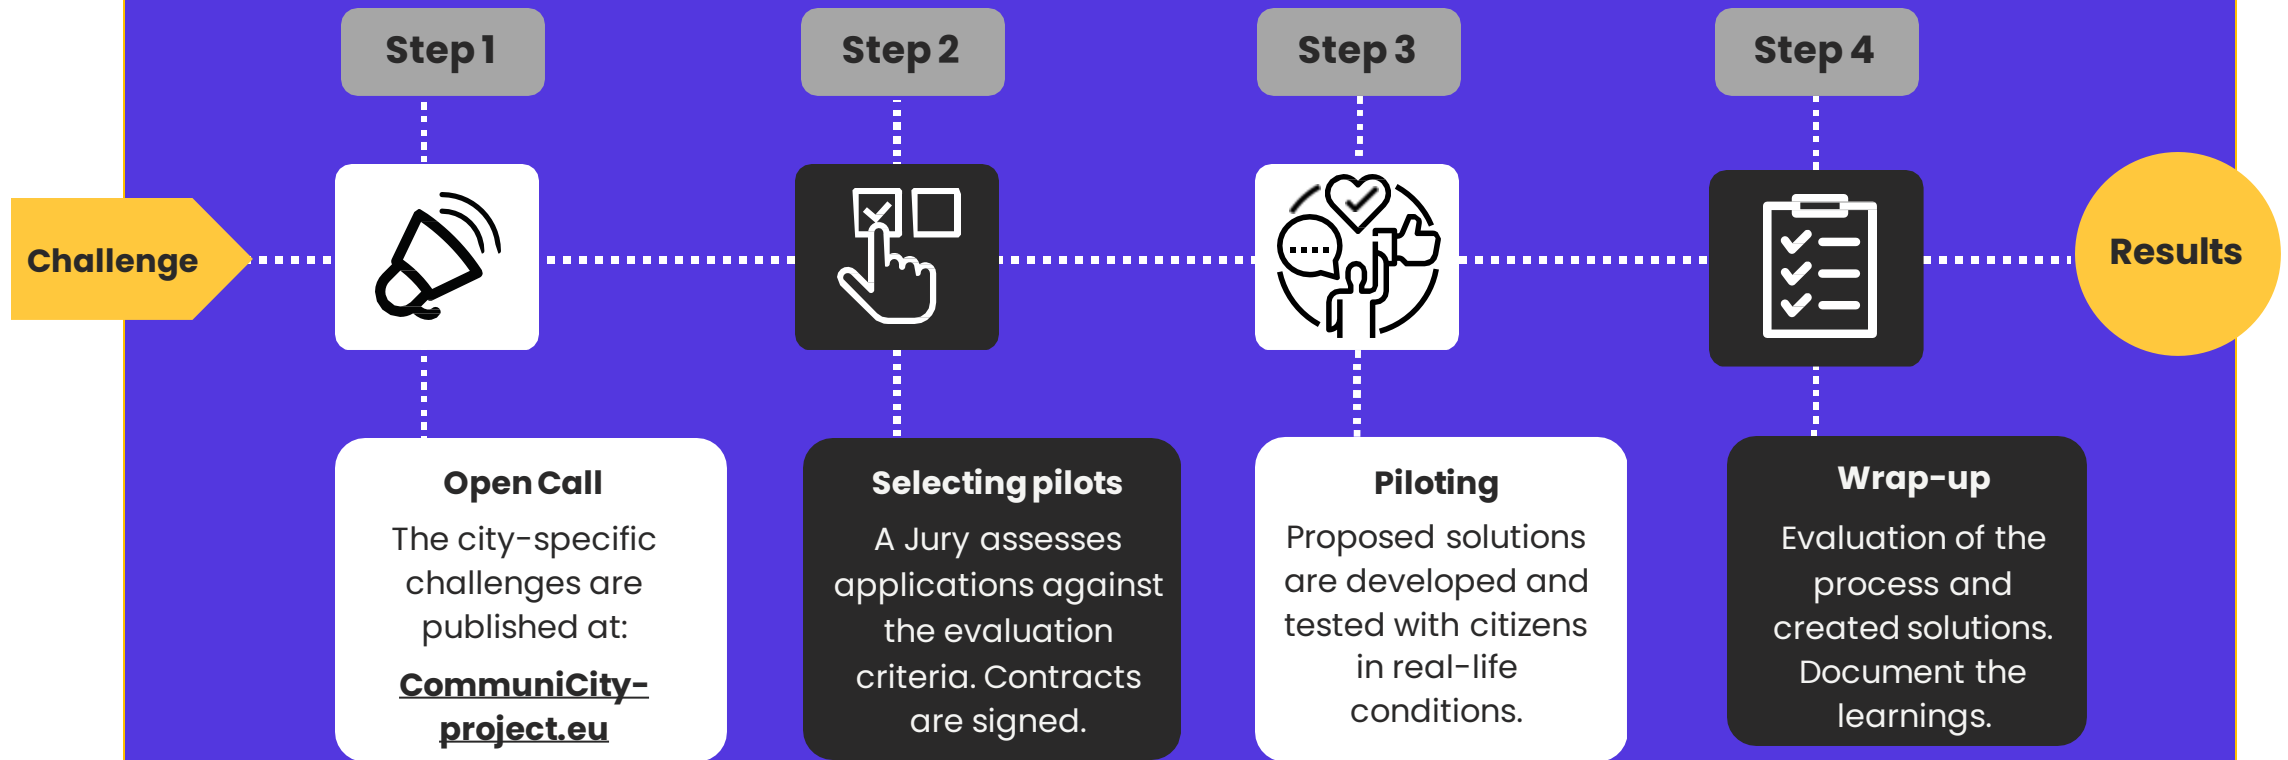 Step 1
Step 2
Step 3
Step 4
Challenge
Results
Open Call
The city-specific
challenges are
published at:
CommuniCity-
project.eu
Selecting pilots
A Jury assesses
applications against
the evaluation
criteria. Contracts
are signed.
Piloting
Proposed solutions
are developed and
tested with citizens
in real-life
conditions.
Wrap-up
Evaluation of the
process and
created solutions.
Document the
learnings.